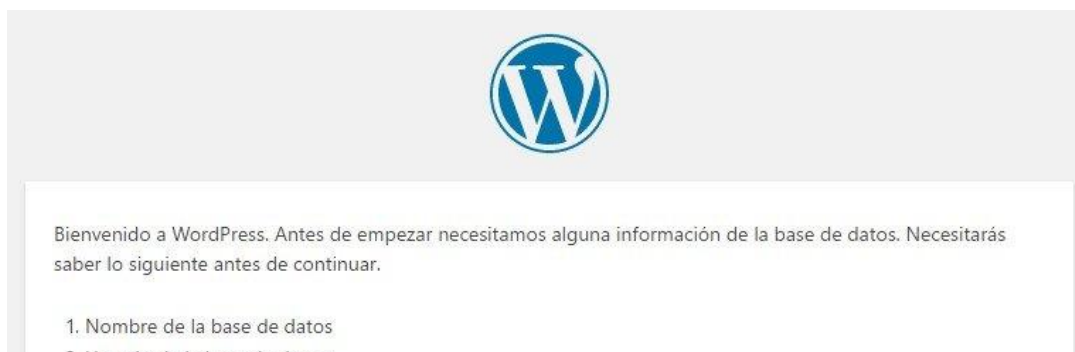 Bienvenido a WordPress. Antes de empezar necesitamos alguna información de la base de datos. Necesitarás
saber lo siguiente antes de continuar.
1. Nombre de la base de datos